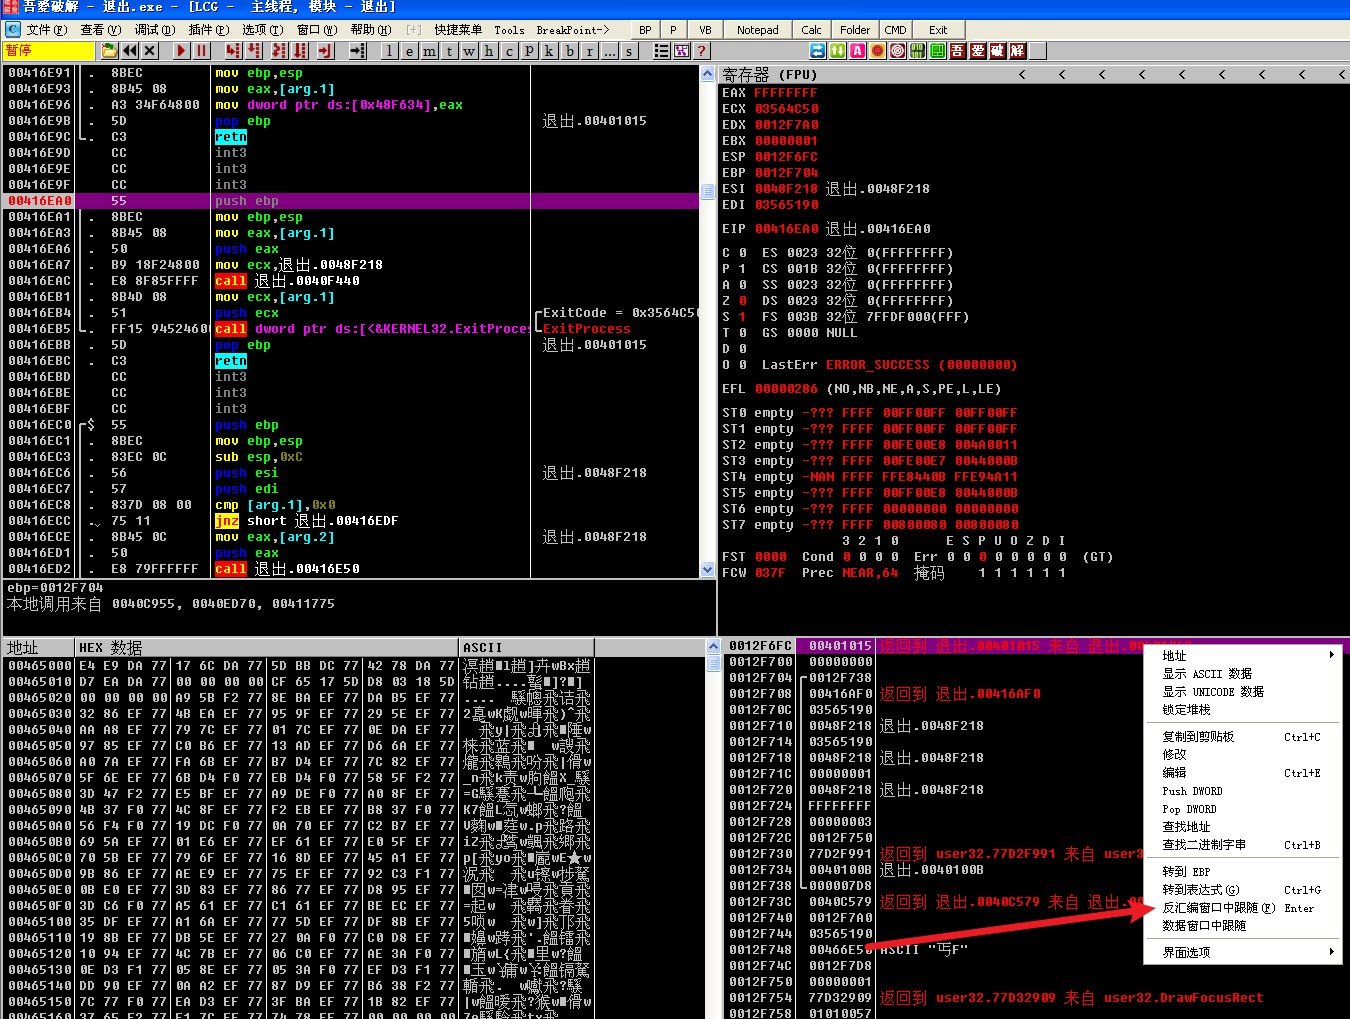 吾爱破解 - 退出.exe - [LCG -  主线程, 模块 - 退出]
C 文件(F) 查看(V) 调试(D) 插件(P) 选项(T) 窗口(W) 帮助(H) [+] 快捷菜单 Tools BreakPoint-> BP P VB Notepad Calc Folder CMD Exit
暂停 l e m t w h c p k b r ... s ? 吾 爱 破 解
00416E91 . 8BEC mov ebp,esp
00416E93 . 8B45 08 mov eax,[arg.1]
00416E96 . A3 34F64800 mov dword ptr ds:[0x48F634],eax
00416E9B . 5D pop ebp 退出.00401015
00416E9C . C3 retn
00416E9D CC int3
00416E9E CC int3
00416E9F CC int3
00416EA0 55 push ebp
00416EA1 . 8BEC mov ebp,esp
00416EA3 . 8B45 08 mov eax,[arg.1]
00416EA6 . 50 push eax
00416EA7 . B9 18F24800 mov ecx,退出.0048F218
00416EAC . E8 8F85FFFF call 退出.0040F440
00416EB1 . 8B4D 08 mov ecx,[arg.1]
00416EB4 . 51 push ecx ExitCode = 0x3564C50
00416EB5 . FF15 94524600 call dword ptr ds:[<&KERNEL32.ExitProces ExitProcess
00416EBB . 5D pop ebp 退出.00401015
00416EBC . C3 retn
00416EBD CC int3
00416EBE CC int3
00416EBF CC int3
00416EC0 $ 55 push ebp
00416EC1 . 8BEC mov ebp,esp
00416EC3 . 83EC 0C sub esp,0xC
00416EC6 . 56 push esi 退出.0048F218
00416EC7 . 57 push edi
00416EC8 . 837D 08 00 cmp [arg.1],0x0
00416ECC . 75 11 jnz short 退出.00416EDF
00416ECE . 8B45 0C mov eax,[arg.2] 退出.0048F218
00416ED1 . 50 push eax
00416ED2 . E8 79FFFFFF call 退出.00416E50
ebp=0012F704
本地调用来自 0040C955, 0040ED70, 00411775
寄存器 (FPU) < < < < < < < < <
EAX FFFFFFFF
ECX 03564C50
EDX 0012F7A0
EBX 00000001
ESP 0012F6FC
EBP 0012F704
ESI 0048F218 退出.0048F218
EDI 03565190
EIP 00416EA0 退出.00416EA0
C 0 ES 0023 32位 0(FFFFFFFF)
P 1 CS 001B 32位 0(FFFFFFFF)
A 0 SS 0023 32位 0(FFFFFFFF)
Z 0 DS 0023 32位 0(FFFFFFFF)
S 1 FS 003B 32位 7FFDF000(FFF)
T 0 GS 0000 NULL
D 0
O 0 LastErr ERROR_SUCCESS (00000000)
EFL 00000286 (NO,NB,NE,A,S,PE,L,LE)
ST0 empty -??? FFFF 00FF00FF 00FF00FF
ST1 empty -??? FFFF 00FF00FF 00FF00FF
ST2 empty -??? FFFF 00FE00E8 004A0011
ST3 empty -??? FFFF 00FE00E7 0044000B
ST4 empty -NAN FFFF FFE8440B FFE94A11
ST5 empty -??? FFFF 00FF00E8 0044000B
ST6 empty -??? FFFF 00000000 00000000
ST7 empty -??? FFFF 00800080 00800080
3 2 1 0 E S P U O Z D I
FST 0000 Cond 0 0 0 0 Err 0 0 0 0 0 0 0 0 (GT)
FCW 037F Prec NEAR,64 掩码 1 1 1 1 1 1
地址 HEX 数据 ASCII
00465000 E4 E9 DA 77 17 6C DA 77 5D BB DC 77 42 78 DA 77
00465010 D7 EA DA 77 00 00 00 00 CF 65 17 5D D8 03 18 5D
00465020 00 00 00 00 A9 5B F2 77 8E BA EF 77 DA B5 EF 77
00465030 32 86 EF 77 4B EA EF 77 95 9F EF 77 29 5E EF 77
00465040 AA A8 EF 77 79 7C EF 77 01 7C EF 77 0E DA EF 77
00465050 97 85 EF 77 C0 B6 EF 77 13 AD EF 77 D6 6A EF 77
00465060 A0 7A EF 77 FA 6B EF 77 B7 D4 EF 77 7C 82 EF 77
00465070 5F 6E EF 77 6B D4 F0 77 EB D4 F0 77 58 5F F2 77
00465080 3D 47 F2 77 E5 BF EF 77 A9 DE F0 77 A0 8F EF 77
00465090 4B 37 F0 77 4C 8F EF 77 F2 EB EF 77 B8 37 F0 77
004650A0 56 F4 F0 77 19 DC F0 77 0A 70 EF 77 C2 B7 EF 77
004650B0 69 5A EF 77 01 E6 EF 77 EF 61 EF 77 E0 5F EF 77
004650C0 70 5B EF 77 79 6F EF 77 16 8D EF 77 45 A1 EF 77
004650D0 9B 86 EF 77 AE E9 EF 77 75 EF EF 77 92 C3 F1 77
004650E0 0B E0 EF 77 3D 83 EF 77 86 77 EF 77 D8 95 EF 77
004650F0 3D C6 F0 77 A5 61 EF 77 C1 61 EF 77 BE EC EF 77
00465100 35 DF EF 77 A1 6A EF 77 77 5D EF 77 DF 8B EF 77
00465110 19 8B EF 77 DB 5E EF 77 27 0A F0 77 C0 D8 EF 77
00465120 10 94 EF 77 4C 7B EF 77 06 C0 EF 77 AE 3A F0 77
00465130 0E D3 F1 77 05 8E EF 77 05 3A F0 77 EF D3 F1 77
00465140 DD 90 EF 77 0A A2 EF 77 87 D9 EF 77 B6 38 F2 77
00465150 7C 77 F0 77 EA D3 EF 77 3F BA EF 77 1B 82 EF 77
00465160 37 65 F2 77 F1 7C EF 77 74 78 EF 77 00 00 00 00
0012F6FC 00401015 返回到 退出.00401015 来自 退出.
0012F700 00000000
0012F704 0012F738
0012F708 00416AF0 返回到 退出.00416AF0
0012F70C 03565190
0012F710 0048F218 退出.0048F218
0012F714 03565190
0012F718 0048F218 退出.0048F218
0012F71C 00000001
0012F720 0048F218 退出.0048F218
0012F724 FFFFFFFF
0012F728 00000003
0012F72C 0012F750
0012F730 77D2F991 返回到 user32.77D2F991 来自 user3
0012F734 0040100B 退出.0040100B
0012F738 000007D8
0012F73C 0040C579 返回到 退出.0040C579 来自 退出.00
0012F740 0012F7A0
0012F744 03565190
0012F748 00466E50 ASCII "丐F"
0012F74C 0012F7D8
0012F750 00000001
0012F754 77D32909 返回到 user32.77D32909 来自 user32.DrawFocusRect
0012F758 01010057
地址
显示 ASCII 数据
显示 UNICODE 数据
锁定堆栈
复制到剪贴板 Ctrl+C
修改
编辑 Ctrl+E
Push DWORD
Pop DWORD
查找地址
查找二进制字串 Ctrl+B
转到 EBP
转到表达式(G) Ctrl+G
反汇编窗口中跟随(F) Enter
数据窗口中跟随
界面选项